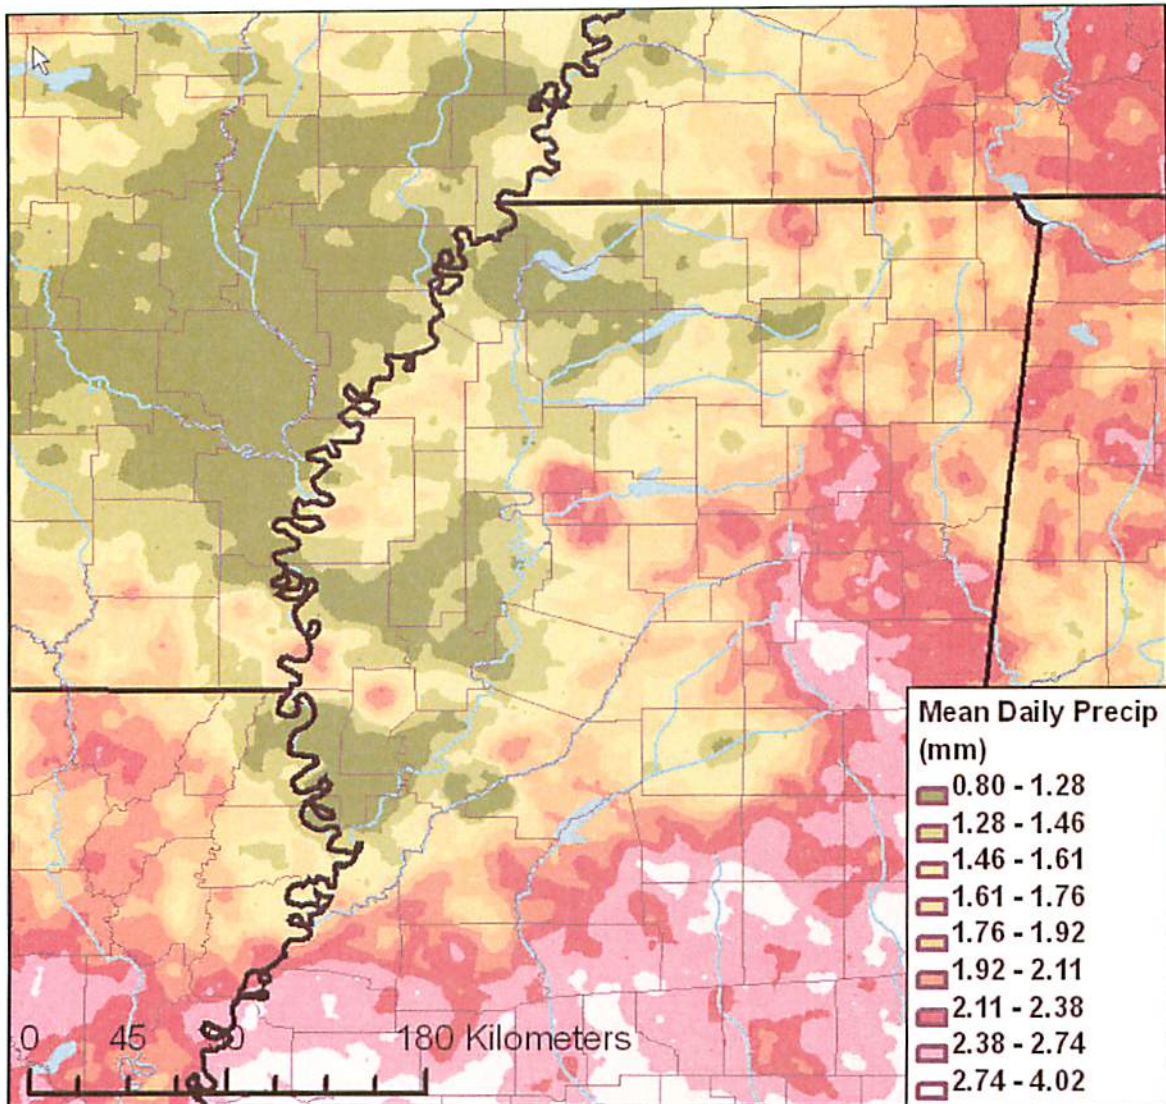 Mean Daily Precip
(mm)
0.80 - 1.28
1.28 - 1.46
1.46 - 1.61
1.61 - 1.76
1.76 - 1.92
1.92 - 2.11
2.11 - 2.38
2.38 - 2.74
2.74 - 4.02
0 45 180 Kilometers